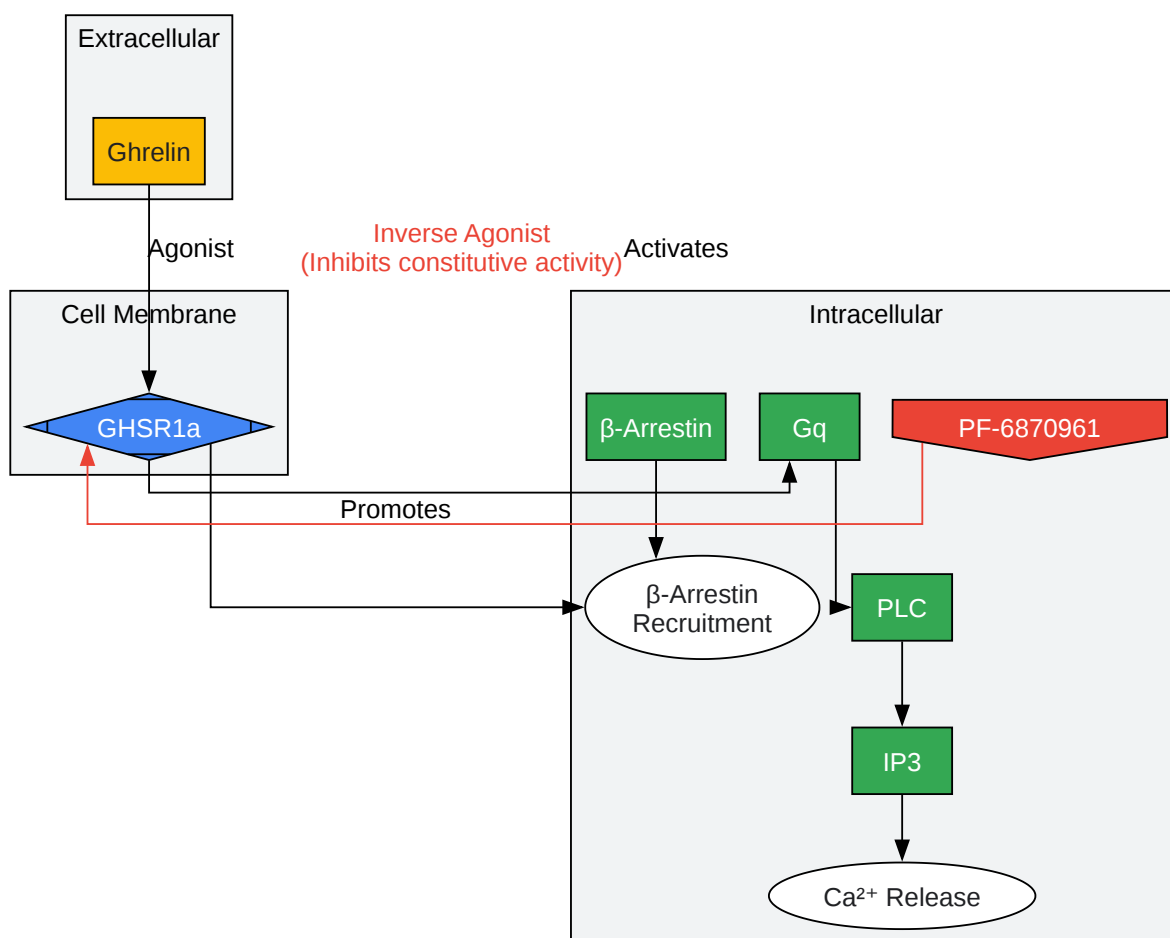 Extracellular
Ghrelin
Agonist
Inverse Agonist
(Inhibits constitutive activity)
Activates
Cell Membrane
Intracellular
GHSR1a
β-Arrestin
Gq
PF-6870961
Promotes
β-Arrestin
Recruitment
PLC
IP3
Ca²⁺ Release